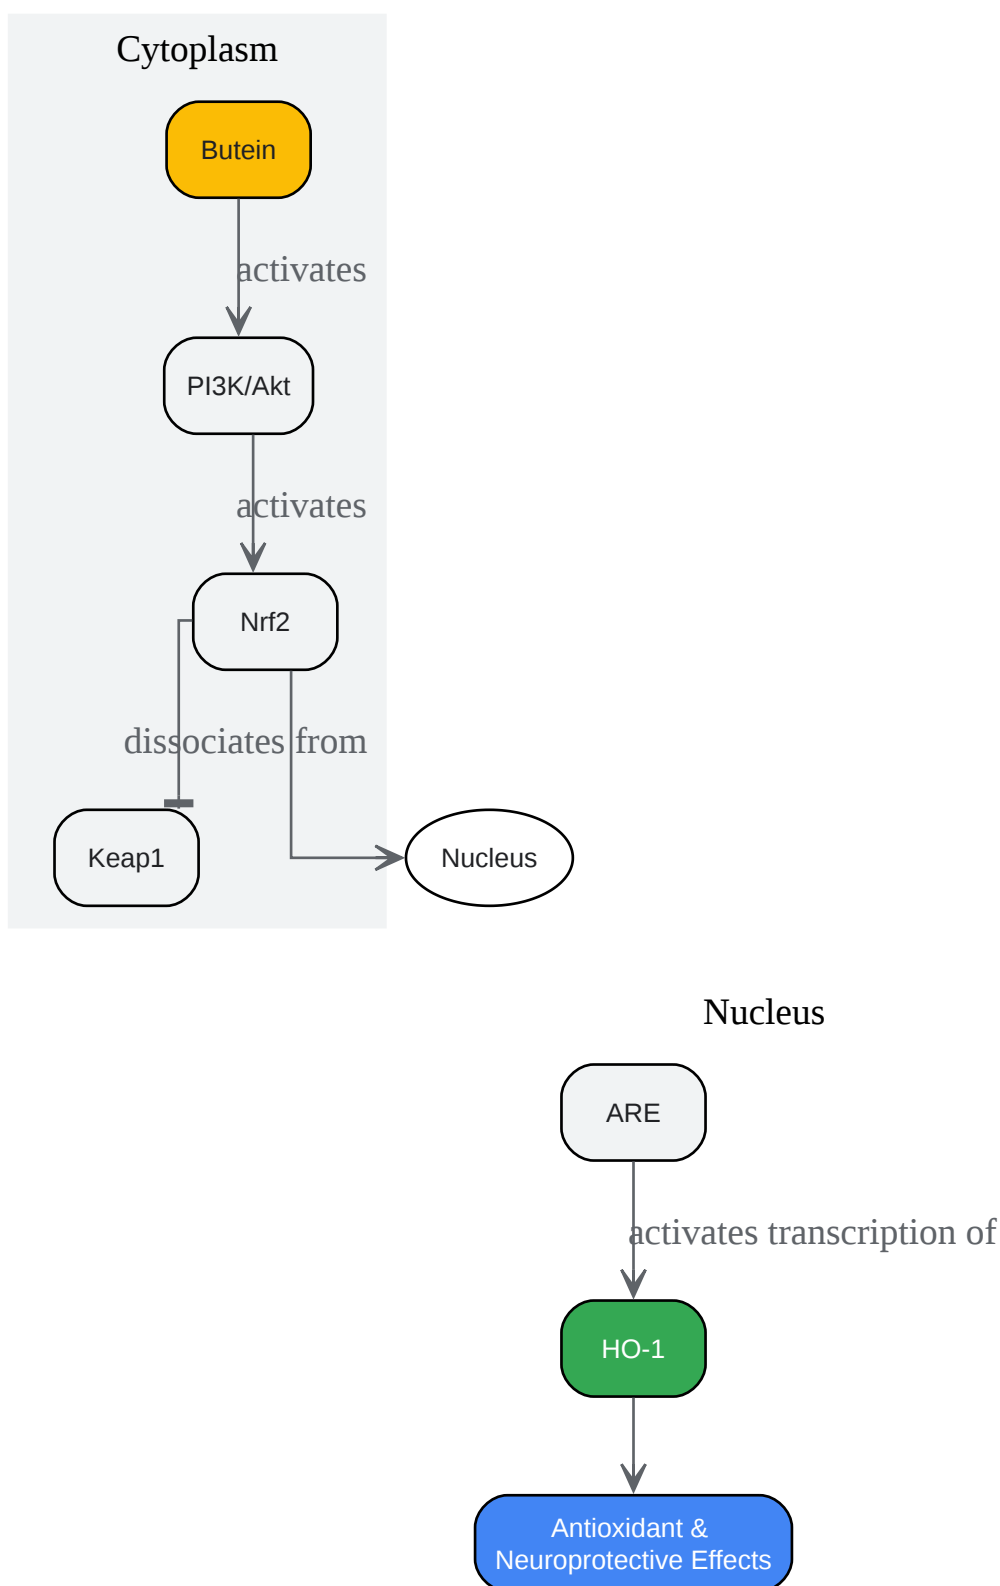 Cytoplasm
Butein
activates
PI3K/Akt
activates
Nrf2
dissociates from
Keap1
Nucleus
Nucleus
ARE
activates transcription of
HO-1
Antioxidant &
Neuroprotective Effects